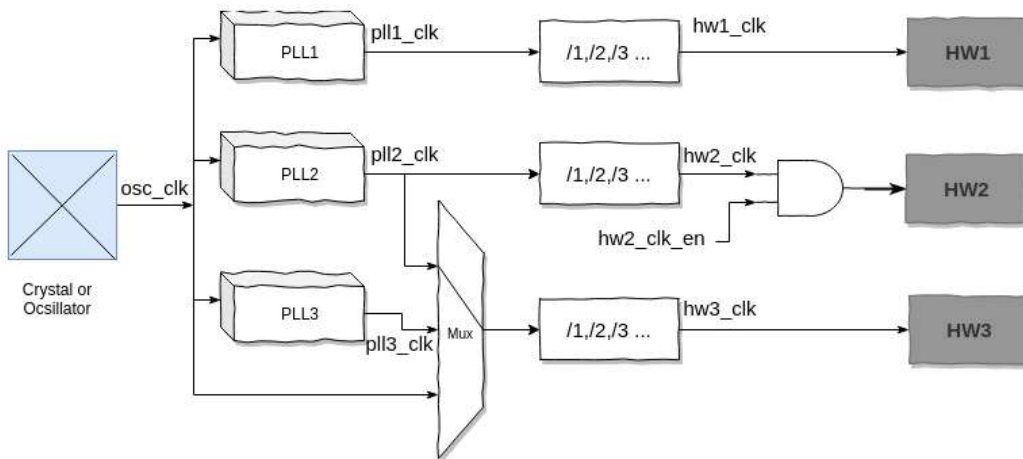 pll1_clk
hw1_clk
PLL1
/1,/2,/3 ...
HW1
pll2_clk
hw2_clk
osc_clk
PLL2
/1,/2,/3 ...
HW2
hw2_clk_en
Crystal or
Ocsillator
PLL3
hw3_clk
pll3_clk
Mux
/1,/2,/3 ...
HW3